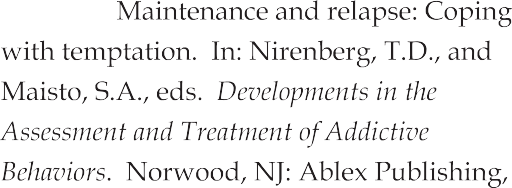 Maintenance and relapse: Coping
with temptation. In: Nirenberg, T.D., and
Maisto, S.A., eds. Developments in the
Assessment and Treatment of Addictive
Behaviors. Norwood, NJ: Ablex Publishing,